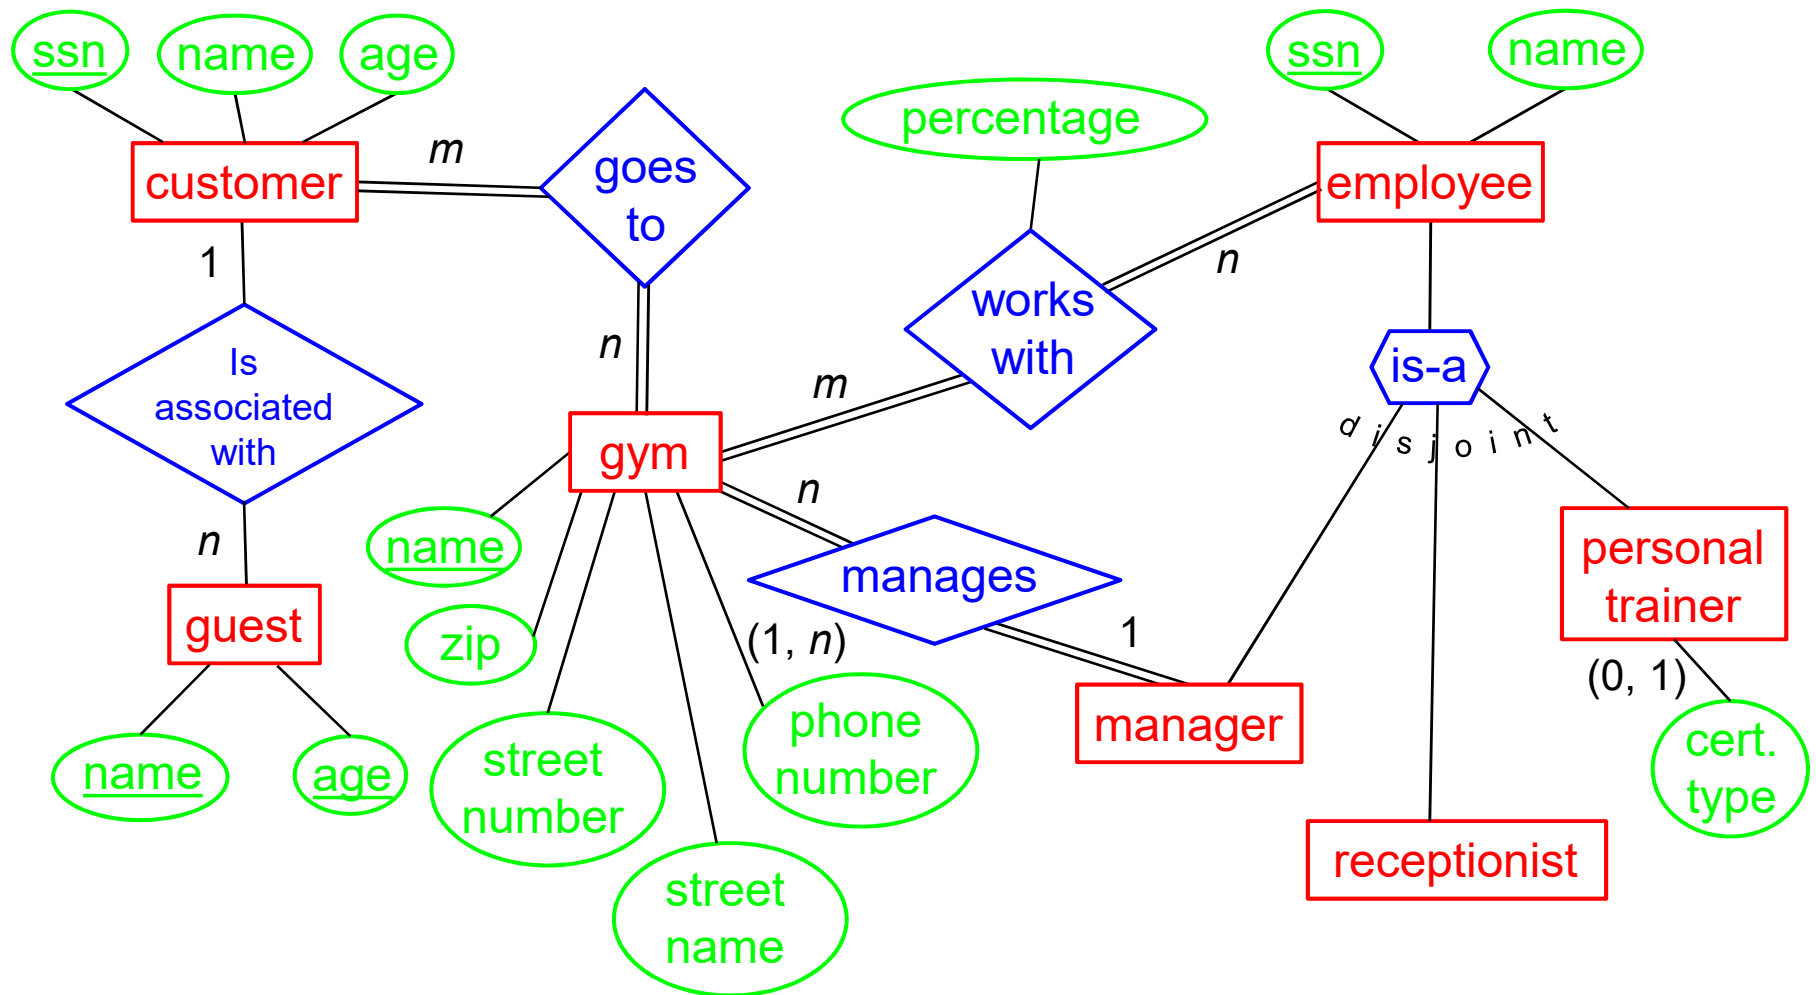 ssn
name
age
ssn
name
percentage
customer
m
goes
to
employee
1
n
works
with
n
Is
associated
with
m
is-a
disjoint
gym
n
n
name
manages
personal
trainer
guest
zip
(1, n)
1
(0, 1)
name
age
street
number
phone
number
manager
cert.
type
street
name
receptionist